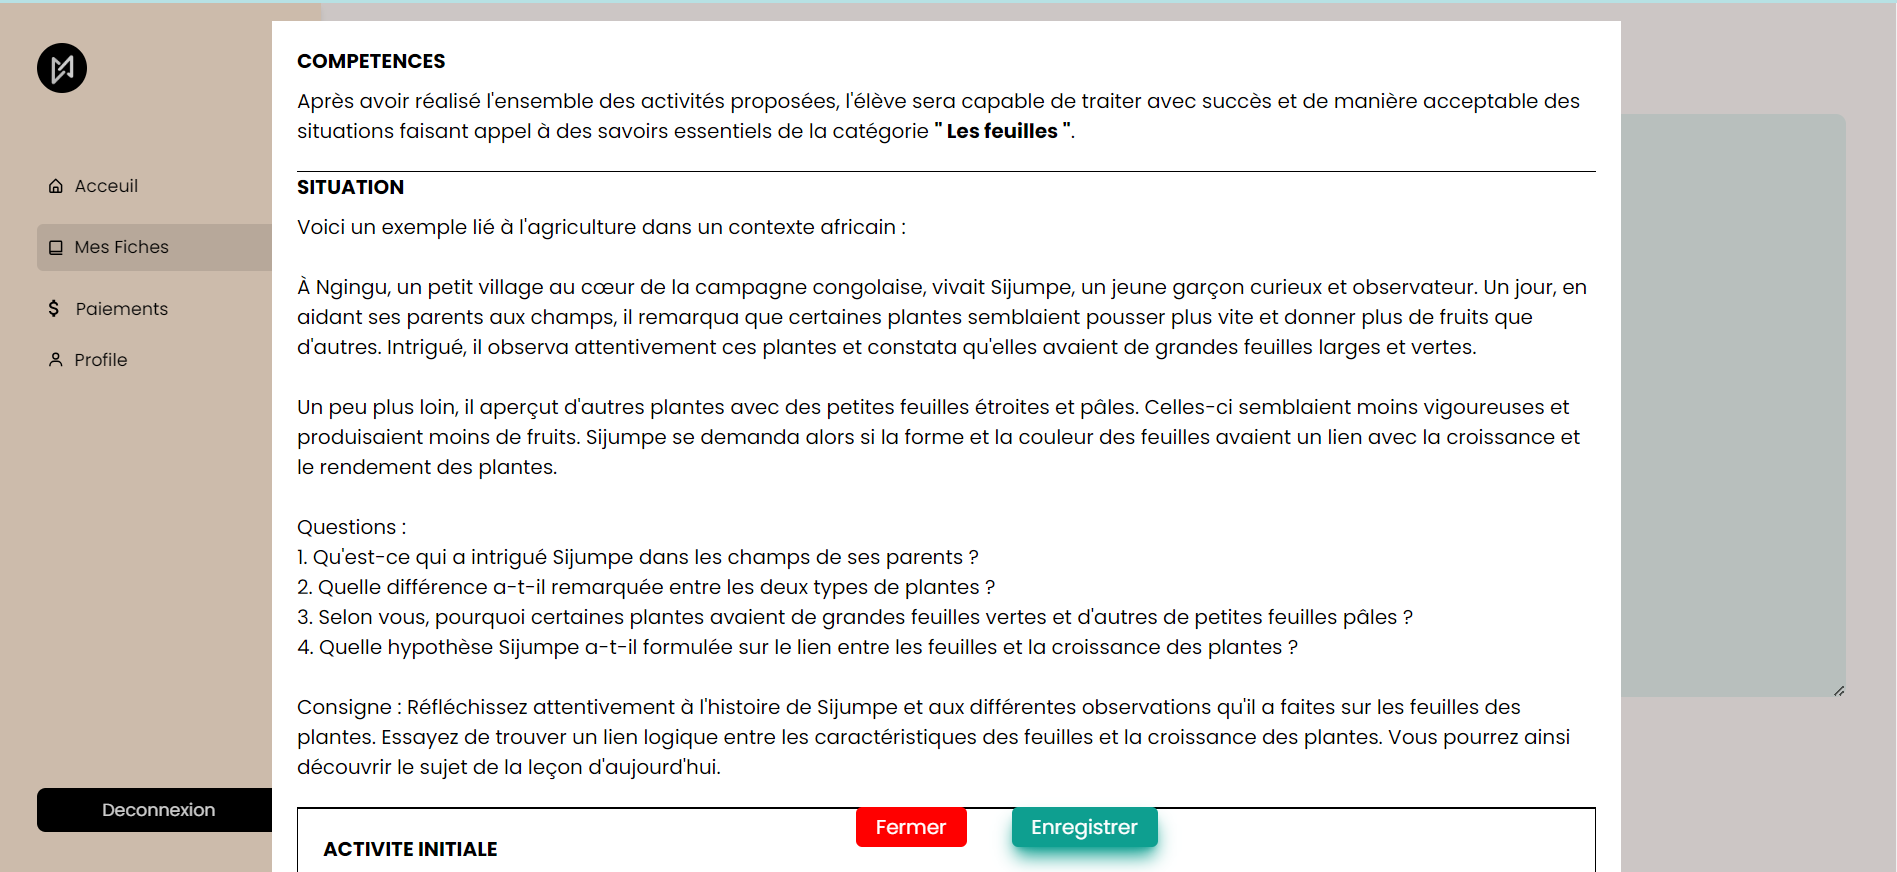 Acceuil
Mes Fiches
Paiements
Profile
Deconnexion
COMPETENCES
Après avoir réalisé l'ensemble des activités proposées, l'élève sera capable de traiter avec succès et de manière acceptable des
situations faisant appel à des savoirs essentiels de la catégorie " Les feuilles ".
SITUATION
Voici un exemple lié à l'agriculture dans un contexte africain :
À Ngingu, un petit village au cœur de la campagne congolaise, vivait Sijumpe, un jeune garçon curieux et observateur. Un jour, en
aidant ses parents aux champs, il remarqua que certaines plantes semblaient pousser plus vite et donner plus de fruits que
d'autres. Intrigué, il observa attentivement ces plantes et constata qu'elles avaient de grandes feuilles larges et vertes.
Un peu plus loin, il aperçut d'autres plantes avec des petites feuilles étroites et pâles. Celles-ci semblaient moins vigoureuses et
produisaient moins de fruits. Sijumpe se demanda alors si la forme et la couleur des feuilles avaient un lien avec la croissance et
le rendement des plantes.
Questions :
1. Qu'est-ce qui a intrigué Sijumpe dans les champs de ses parents ?
2. Quelle différence a-t-il remarquée entre les deux types de plantes ?
3. Selon vous, pourquoi certaines plantes avaient de grandes feuilles vertes et d'autres de petites feuilles pâles ?
4. Quelle hypothèse Sijumpe a-t-il formulée sur le lien entre les feuilles et la croissance des plantes ?
Consigne : Réfléchissez attentivement à l'histoire de Sijumpe et aux différentes observations qu'il a faites sur les feuilles des
plantes. Essayez de trouver un lien logique entre les caractéristiques des feuilles et la croissance des plantes. Vous pourrez ainsi
découvrir le sujet de la leçon d'aujourd'hui.
Fermer
Enregistrer
ACTIVITE INITIALE